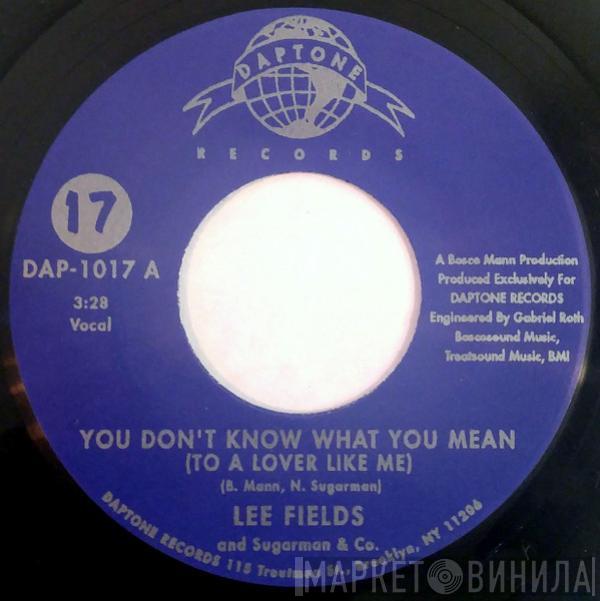 DAPTONE
RECORDS
17
DAP-1017 A
3:28
Vocal
A Bosco Mann Production
Produced Exclusively For
DAPTONE RECORDS
Engineered By Gabriel Roth
Boscosound Music,
Treatsound Music, BMI
YOU DON'T KNOW WHAT YOU MEAN
(TO A LOVER LIKE ME)
(B. Mann, N. Sugarman)
LEE FIELDS
and Sugarman & Co.
DAPTONE RECORDS 115 Troutman St., Brooklyn, NY 11206
МАРКЕТ ВИНИЛА